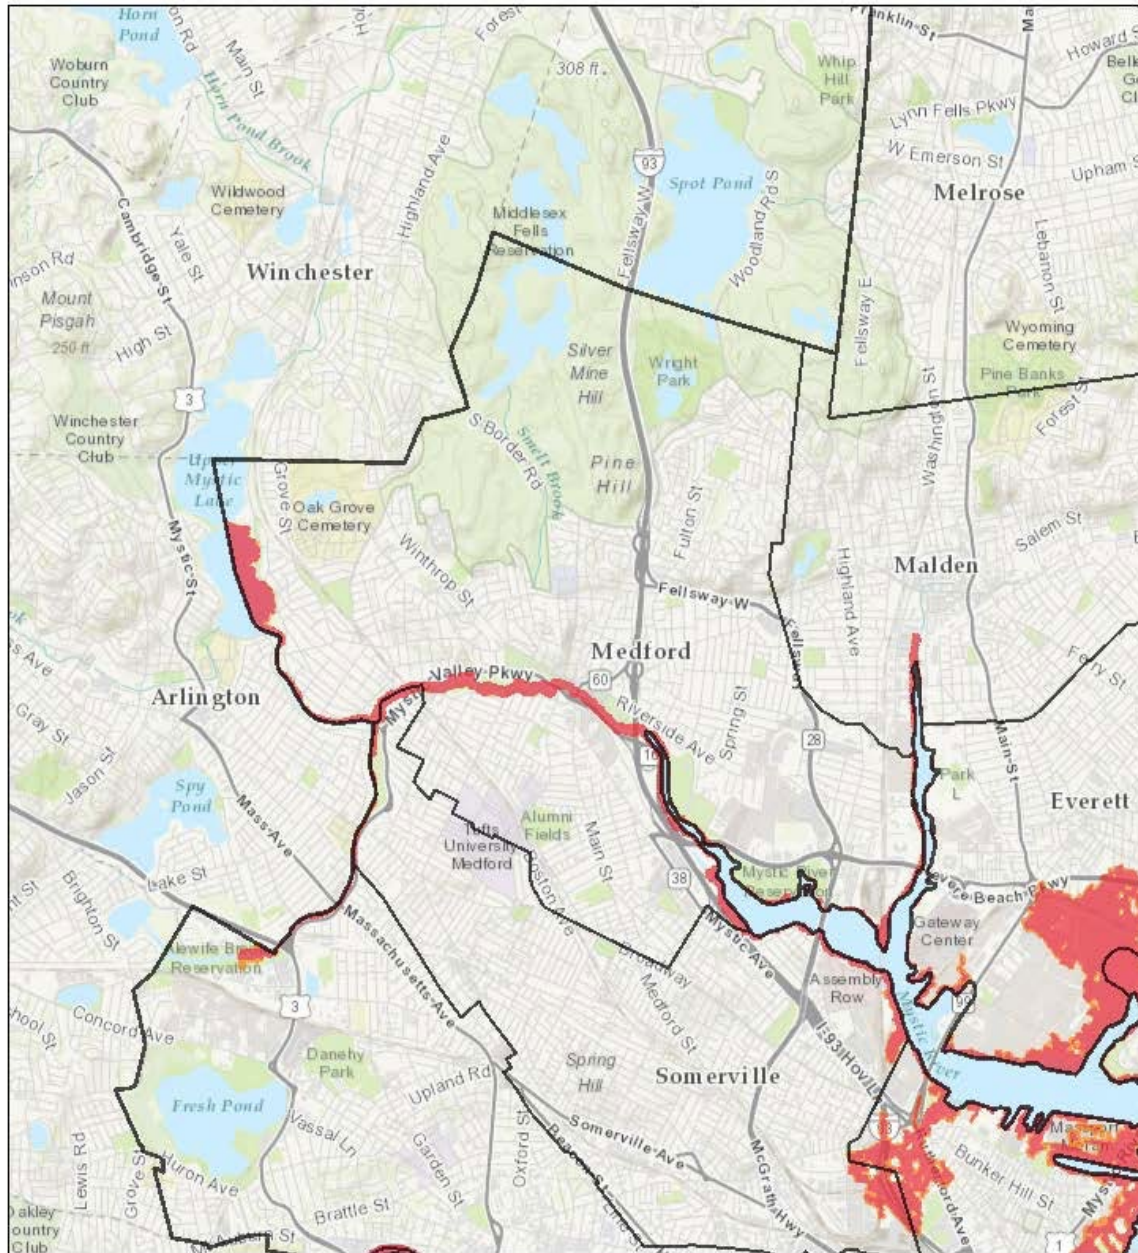 Horn
Pond
Main St
Woburn
Country
Club
Horn Pond Brook
Forest
308 ft.
Whip
Hill
Park
Franklin St
Howard
Lynn Fells Pkwy
W Emerson St
Upham
Melrose
Lebanon St
93
Spot Pond
Woodland Rd S
Fellsway W
Highland Ave
Wildwood
Cemetery
Middlesex
Fells
Reservation
Cambridge St
Yale St
Winchester
Mount
Pisgah
250 ft
High St
3
Silver
Mine
Hill
Wright
Park
Fellsway E
Washington St
Wyoming
Cemetery
Pine Banks
Park
Forest St
Winchester
Country
Club
Upper
Mystic
Lake
Grove St
Oak Grove
Cemetery
S Border Rd
Smelt Brook
Pine
Hill
Fulton St
Salem St
Mystic St
Winthrop St
Fellsway W
Highland Ave
Malden
Fellsway
Medford
60
Mystic Valley Pkwy
Ferry St
Arlington
Gray St
Jason St
Riverside Ave
Spring St
16
28
Main St
Park
Everett
Spy
Pond
Mass Ave
Tufts
University
Medford
Alumni
Fields
Boston Ave
Main St
38
Mystic River
Reservation
Revere Beach Pkwy
Lake St
Brighton St
Alewife Brook
Reservation
Massachusetts Ave
Broadway
Mystic Ave
Gateway
Center
Assembly
Row
99
Mystic River
3
Concord Ave
Medford St
Danehy
Park
Spring
Hill
Somerville
Upland Rd
Fresh Pond
Vassal Ln
Huron Ave
Garden St
Oxford St
Somerville Ave
Beacon St
McGrath Hwy
Bunker Hill St
Rutherford Ave
Lewis Rd
Grove St
Brattle St
Mt Auburn St
Oakley
Country
Club
1